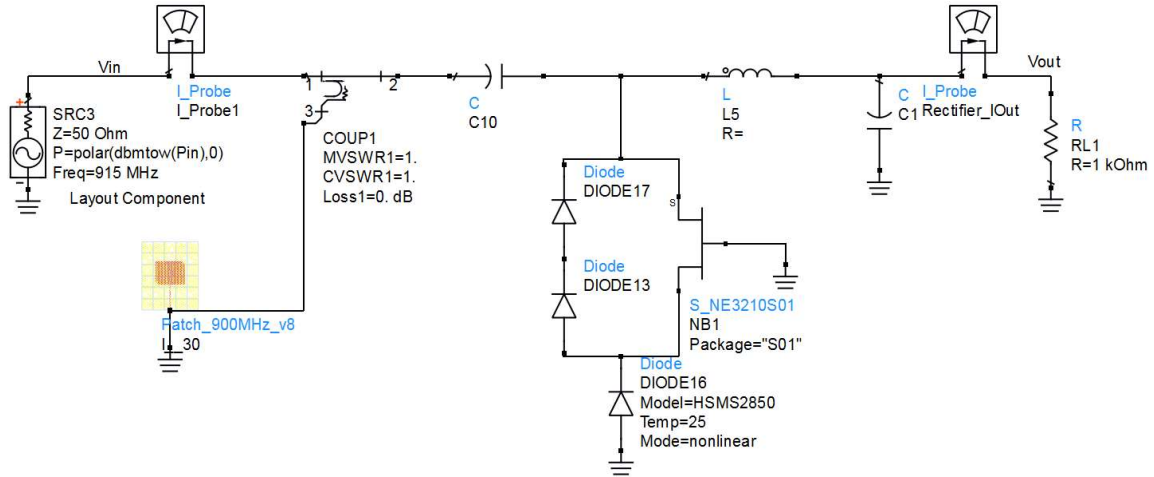 Vin
I_Probe
I_Probe1
SRC3
Z=50 Ohm
P=polar(dbmtow(Pin),0)
Freq=915 MHz
Layout Component
1
2
3
COUP1
MVSWR1=1.
CVSWR1=1.
Loss1=0. dB
C
C10
L
L5
R=
C
C1
I_Probe
Rectifier_IOut
Vout
R
RL1
R=1 kOhm
Diode
DIODE17
S
Diode
DIODE13
S_NE3210S01
NB1
Package="S01"
Patch_900MHz_v8
30
Diode
DIODE16
Model=HSMS2850
Temp=25
Mode=nonlinear